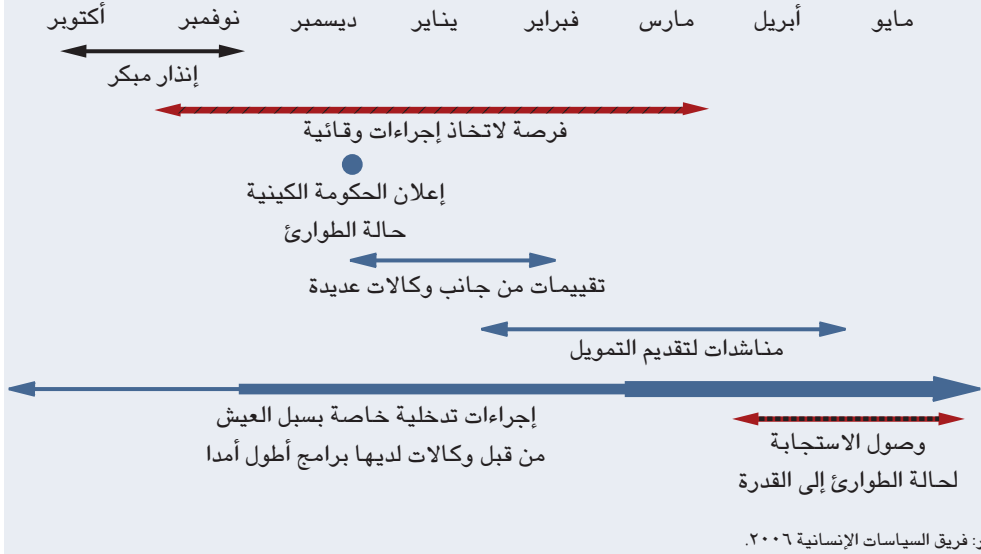 أكتوبر نوفمبر ديسمبر يناير فبراير مارس أبريل مايو
إنذار مبكر
فرصة لاتخاذ إجراءات وقائية
إعلان الحكومة الكينية
حالة الطوارئ
تقييمات من جانب وكالات عديدة
مناشدات لتقديم التمويل
إجراءات تدخلية خاصة بسبل العيش
من قبل وكالات لديها برامج أطول أمدا
وصول الاستجابة
لحالة الطوارئ إلى القدرة
فريق السياسات الإنسانية ٢٠٠٦.